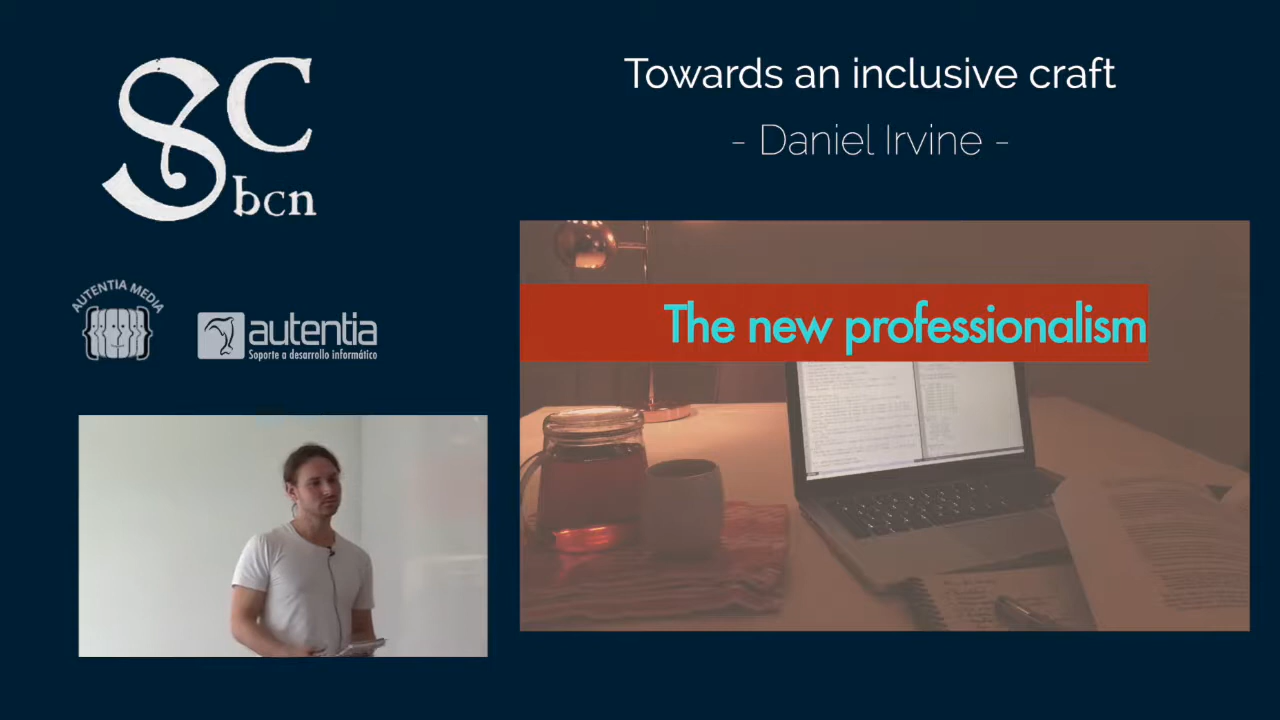 SC
bcn
Towards an inclusive craft
- Daniel Irvine -
AUTENTIA MEDIA
autentia
Soporte a desarrollo informático
The new professionalism